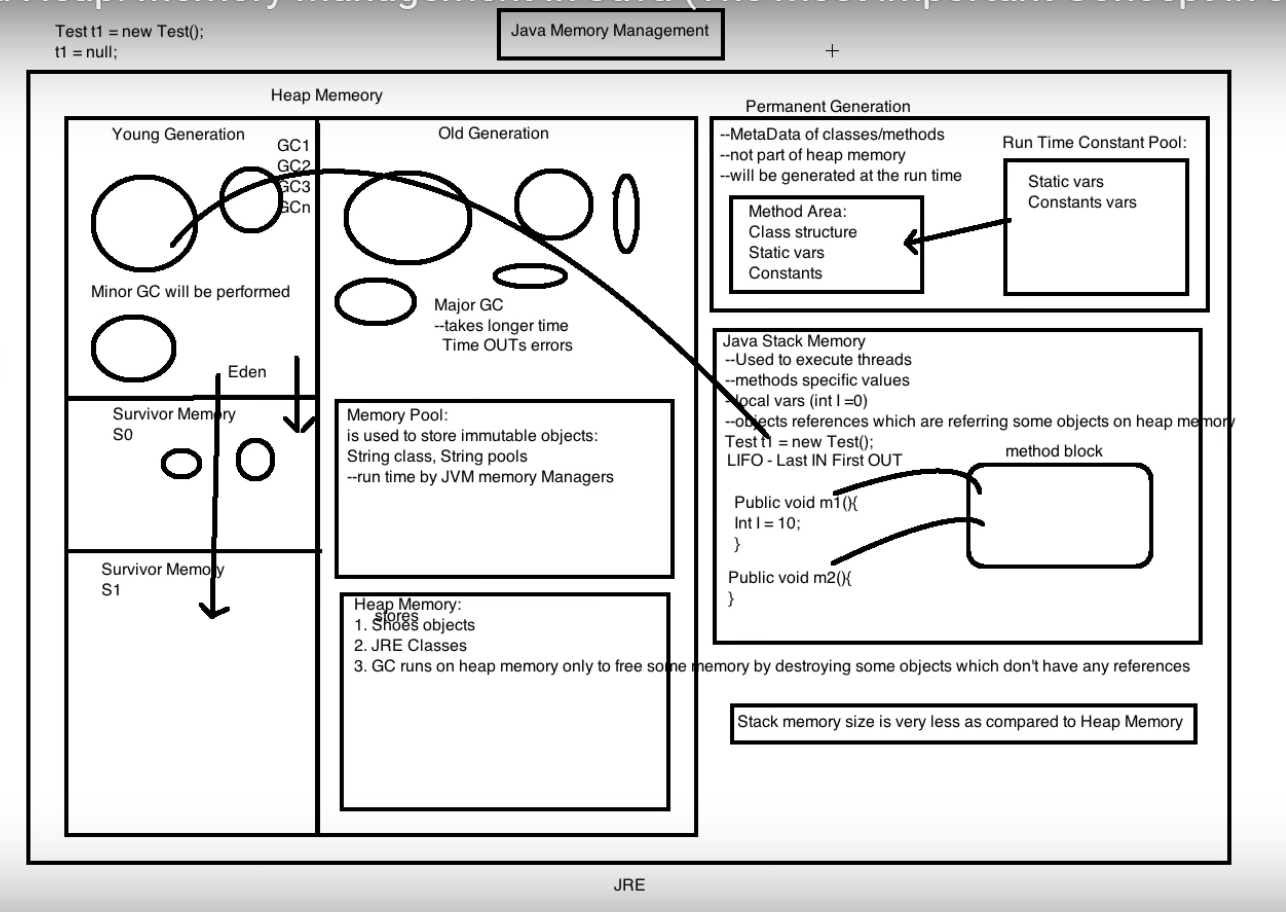 Test t1 = new Test();
t1 = null;
Java Memory Management
Heap Memeory
Young Generation
GC1
GC2
GC3
GCn
Minor GC will be performed
Eden
Survivor Memory
S0
Survivor Memory
S1
Old Generation
Major GC
--takes longer time
Time OUTs errors
Memory Pool:
is used to store immutable objects:
String class, String pools
--run time by JVM memory Managers
Heap Memory:
stores
1. Shoes objects
2. JRE Classes
3. GC runs on heap memory only to free some memory by destroying some objects which don't have any references
Permanent Generation
--MetaData of classes/methods
--not part of heap memory
--will be generated at the run time
Method Area:
Class structure
Static vars
Constants
Run Time Constant Pool:
Static vars
Constants vars
Java Stack Memory
--Used to execute threads
--methods specific values
--local vars (int I =0)
--objects references which are referring some objects on heap memory
Test t1 = new Test();
LIFO - Last IN First OUT
method block
Public void m1(){
Int I = 10;
}
Public void m2(){
}
Stack memory size is very less as compared to Heap Memory
JRE